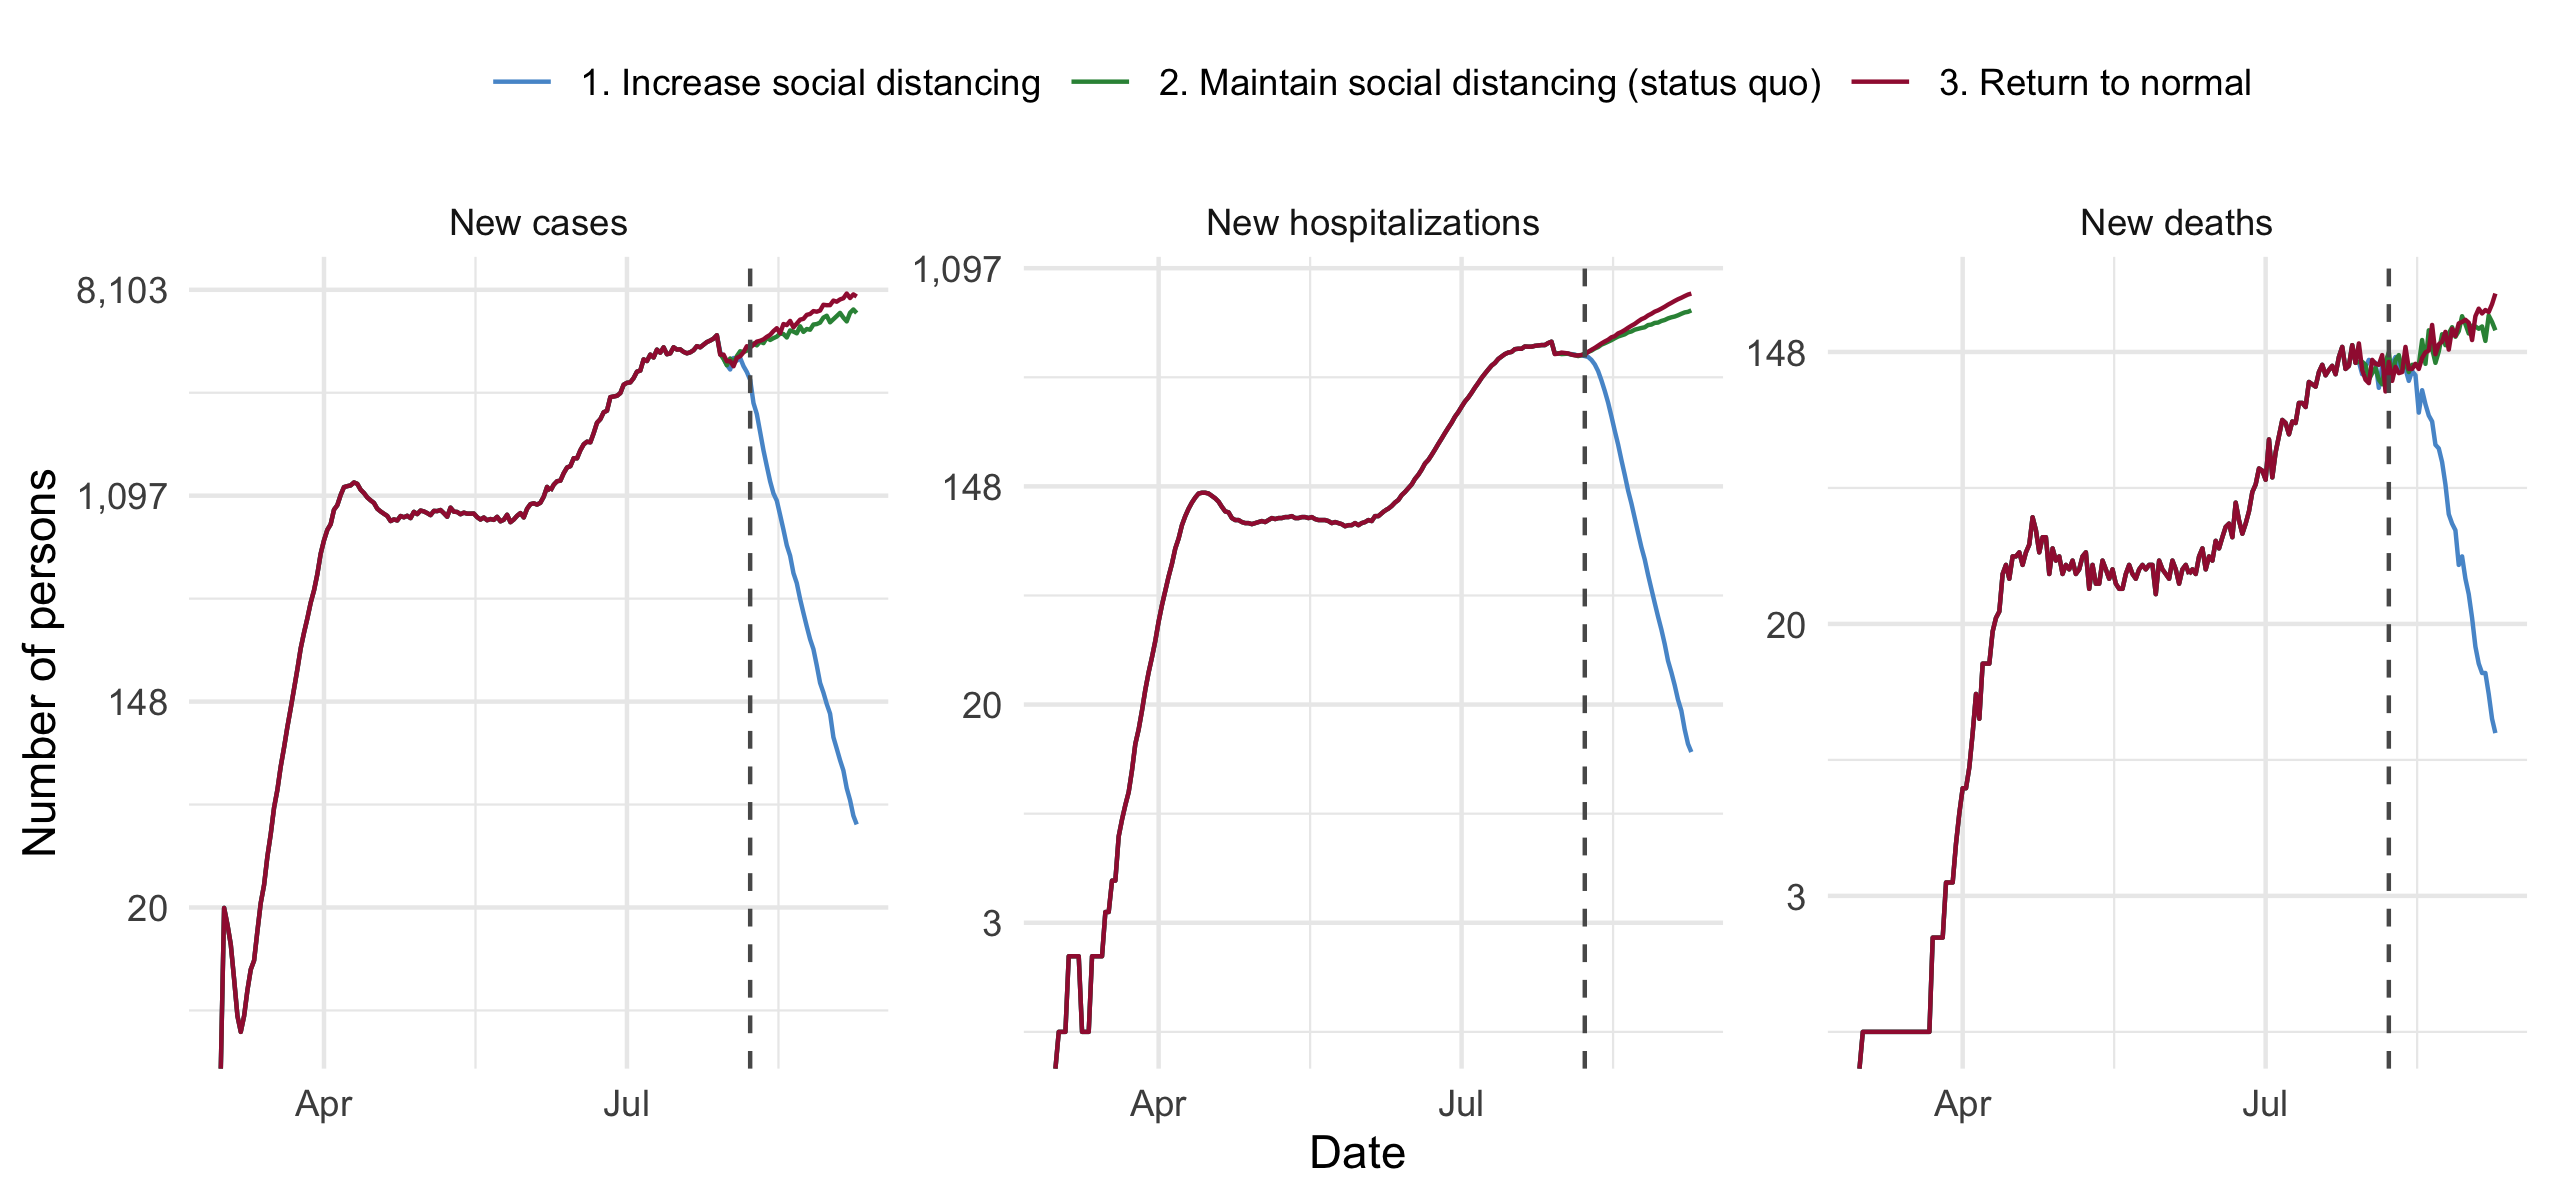 1. Increase social distancing 2. Maintain social distancing (status quo) 3. Return to normal
New cases New hospitalizations New deaths
Number of persons
8,103
1,097
148
20
1,097
148
20
3
148
20
3
Apr Jul Apr Jul Apr Jul
Date